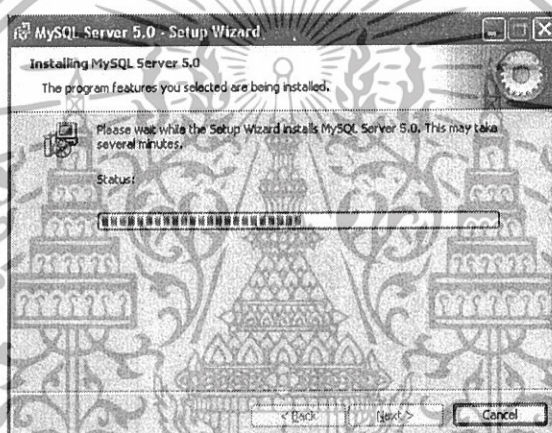 MySQL Server 5.0 - Setup Wizard
Installing MySQL Server 5.0
The program features you selected are being installed.
Please wait while the Setup Wizard installs MySQL Server 5.0. This may take
several minutes.
Status:
< Back
Next >
Cancel